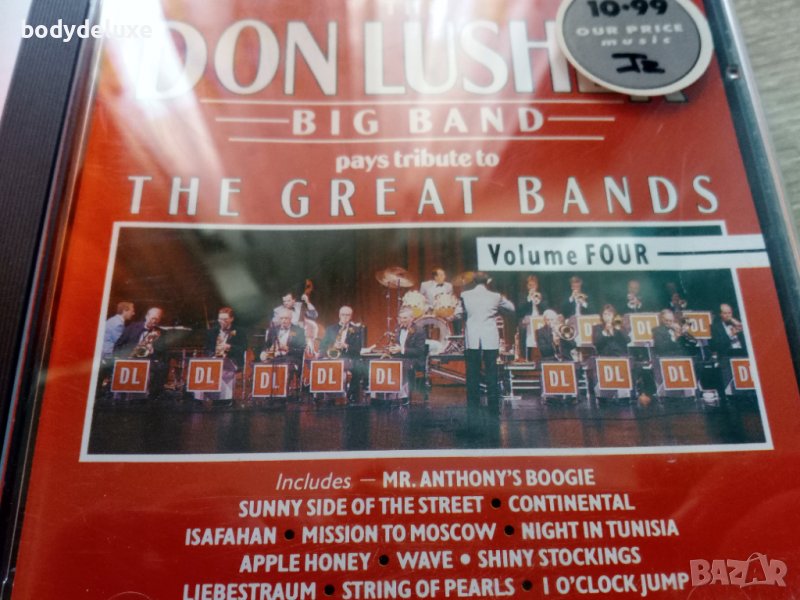 bodydeluxe
THE
10·99
OUR PRICE
music
DON LUSHER
BIG BAND
pays tribute to
THE GREAT BANDS
Volume FOUR
DL DL DL DL DL DL DL DL DL DL DL
Includes — MR. ANTHONY'S BOOGIE
SUNNY SIDE OF THE STREET • CONTINENTAL
ISAFAHAN • MISSION TO MOSCOW • NIGHT IN TUNISIA
APPLE HONEY • WAVE • SHINY STOCKINGS
LIEBESTRAUM • STRING OF PEARLS • 1 O'CLOCK JUMP
BAZAR.bg